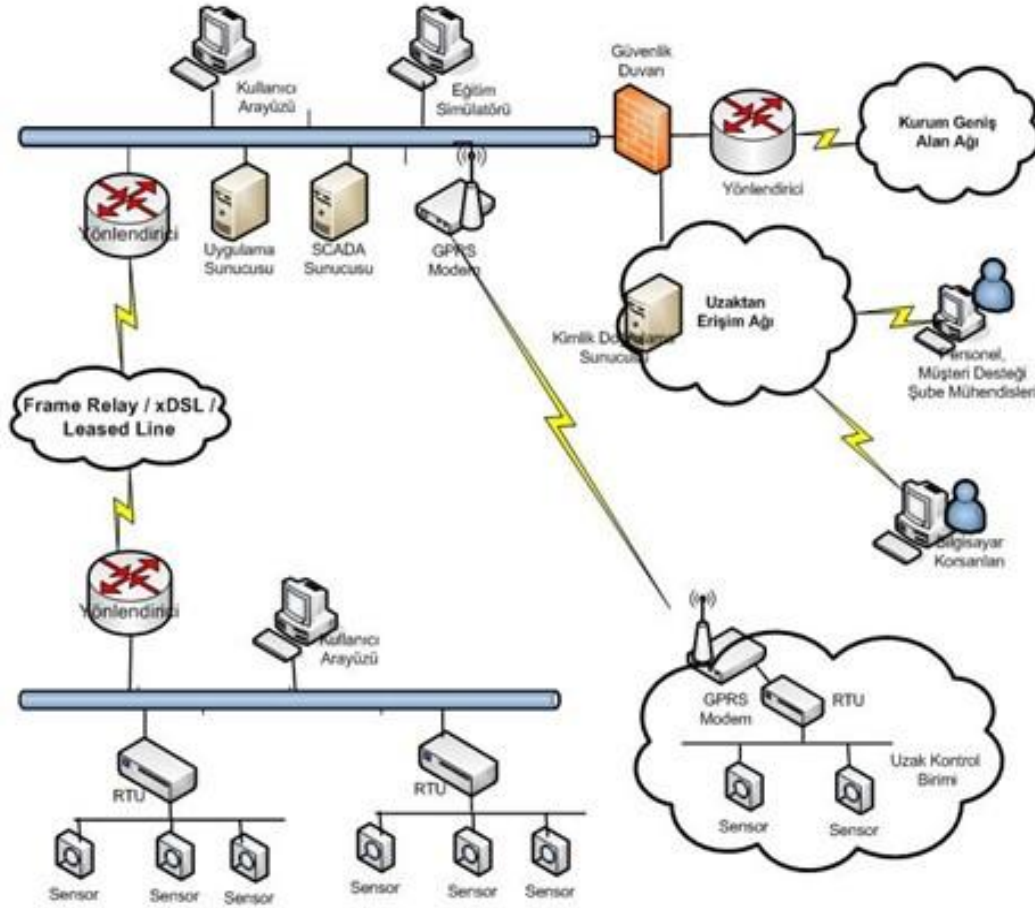 Kullanıcı
Arayüzü
Eğitim
Simülatörü
Güvenlik
Duvarı
Kurum Geniş
Alan Ağı
Yönlendirici
Yönlendirici
Uygulama
Sunucusu
SCADA
Sunucusu
GPRS
Modem
Uzaktan
Erişim Ağı
Kimlik Doğrulama
Sunucusu
Personel,
Müşteri Desteği
Şube Mühendisleri
Frame Relay / xDSL /
Leased Line
Bilgisayar
Korsanları
Yönlendirici
Kullanıcı
Arayüzü
GPRS
Modem
RTU
Uzak Kontrol
Birimi
Sensor
Sensor
RTU
RTU
Sensor
Sensor
Sensor
Sensor
Sensor
Sensor